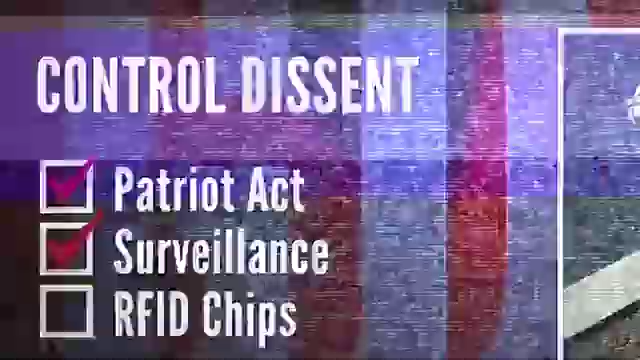 CONTROL DISSENT
Patriot Act
Surveillance
RFID Chips